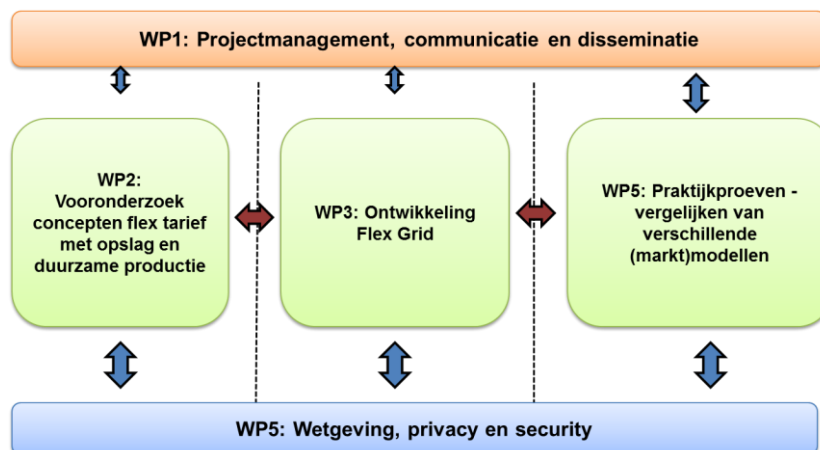 WP1: Projectmanagement, communicatie en disseminatie
WP2:
Vooronderzoek
concepten flex tarief
met opslag en
duurzame productie
WP3: Ontwikkeling
Flex Grid
WP5: Praktijkproeven -
vergelijken van
verschillende
(markt)modellen
WP5: Wetgeving, privacy en security